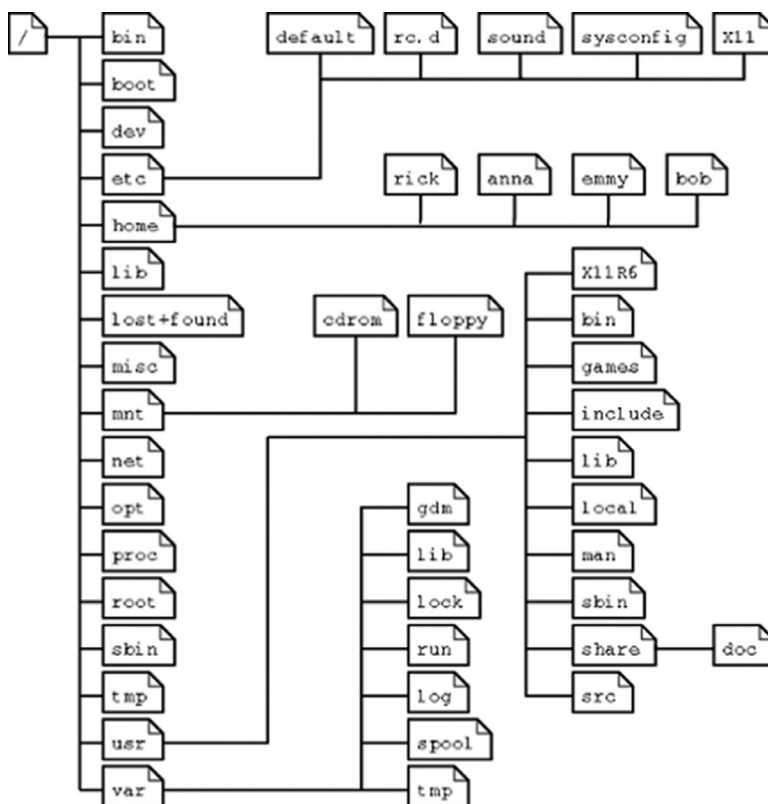 /
bin
default
rc.d
sound
sysconfig
X11
boot
dev
etc
rick
anna
emmy
bob
home
lib
X11R6
lost+found
cdrom
floppy
bin
misc
games
mnt
include
net
lib
opt
gdm
local
proc
lib
man
root
lock
sbin
sbin
run
share
doc
tmp
log
src
usr
spool
var
tmp